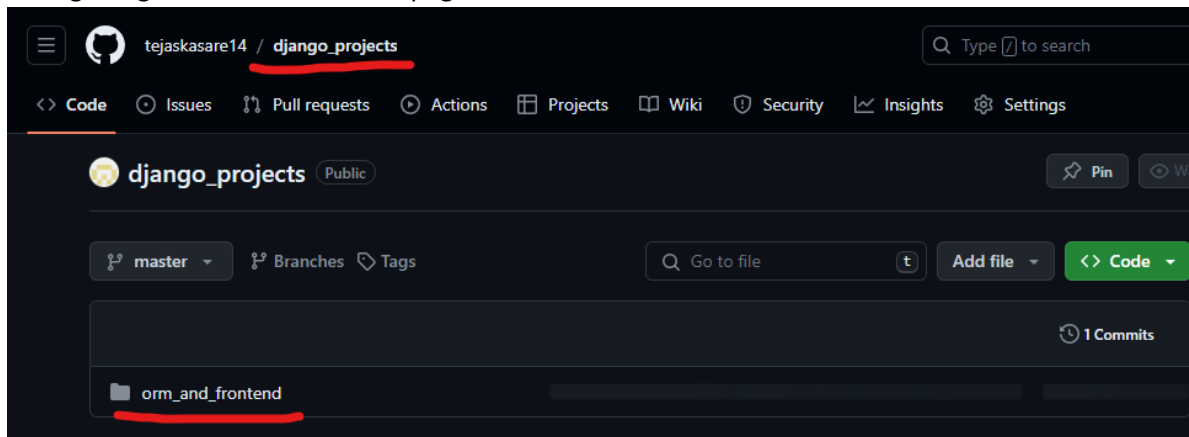 tejaskasare14 / django_projects
Type / to search
Code Issues Pull requests Actions Projects Wiki Security Insights Settings
django_projects Public
Pin
master Branches Tags
Go to file t Add file Code
1 Commits
orm_and_frontend